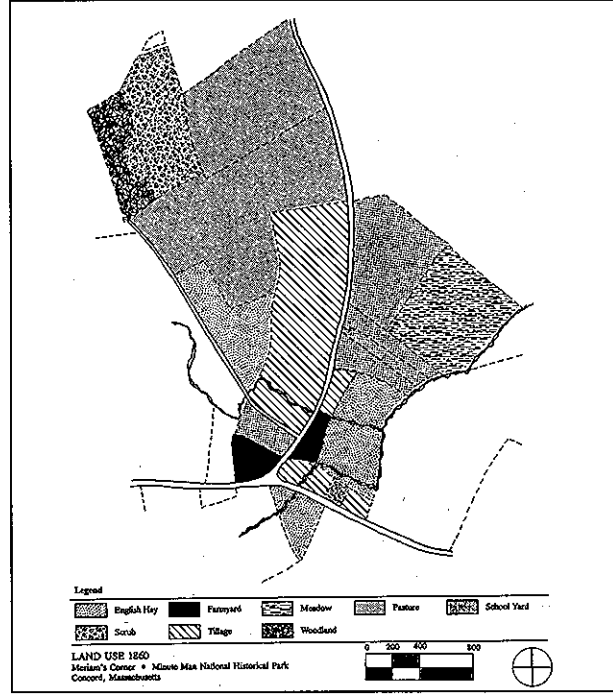 Legend
English Hay Farmyard Meadow Pasture School Yard
Scrub Tillage Woodland
LAND USE 1860
Meriam's Corner • Minute Man National Historical Park
Concord, Massachusetts
0 200 400 800